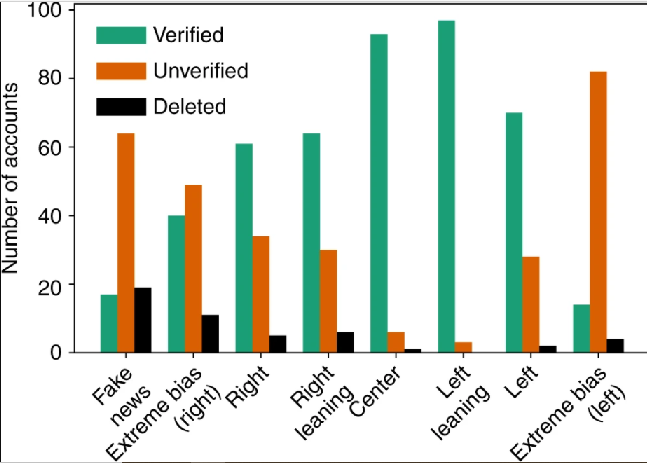 100
80
60
40
20
0
Number of accounts
Verified
Unverified
Deleted
Fake
news
Extreme bias
(right)
Right
Right
leaning
Center
Left
leaning
Left
Extreme bias
(left)